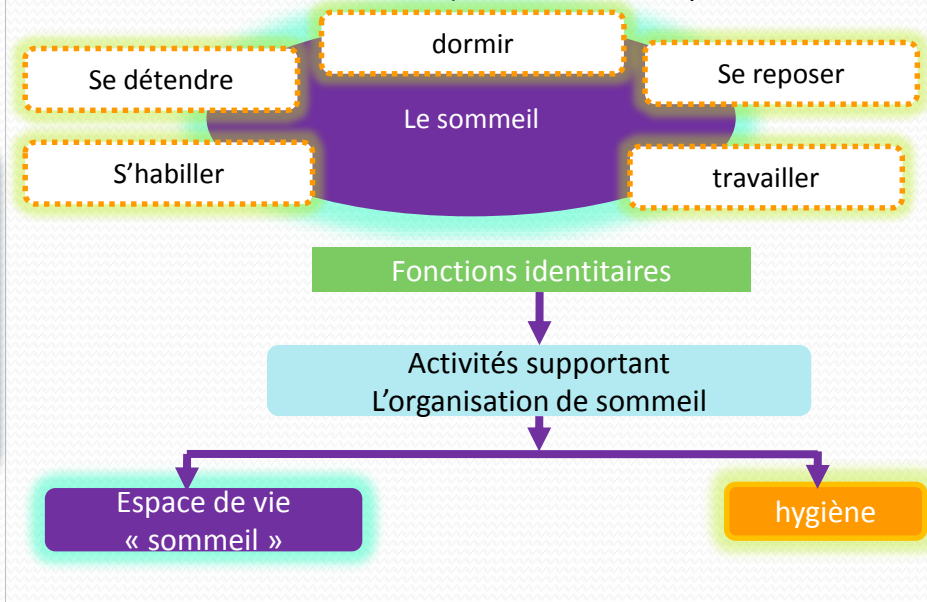 dormir
Se détendre
Se reposer
Le sommeil
S’habiller
travailler
Fonctions identitaires
Activités supportant
L’organisation de sommeil
Espace de vie
« sommeil »
hygiène